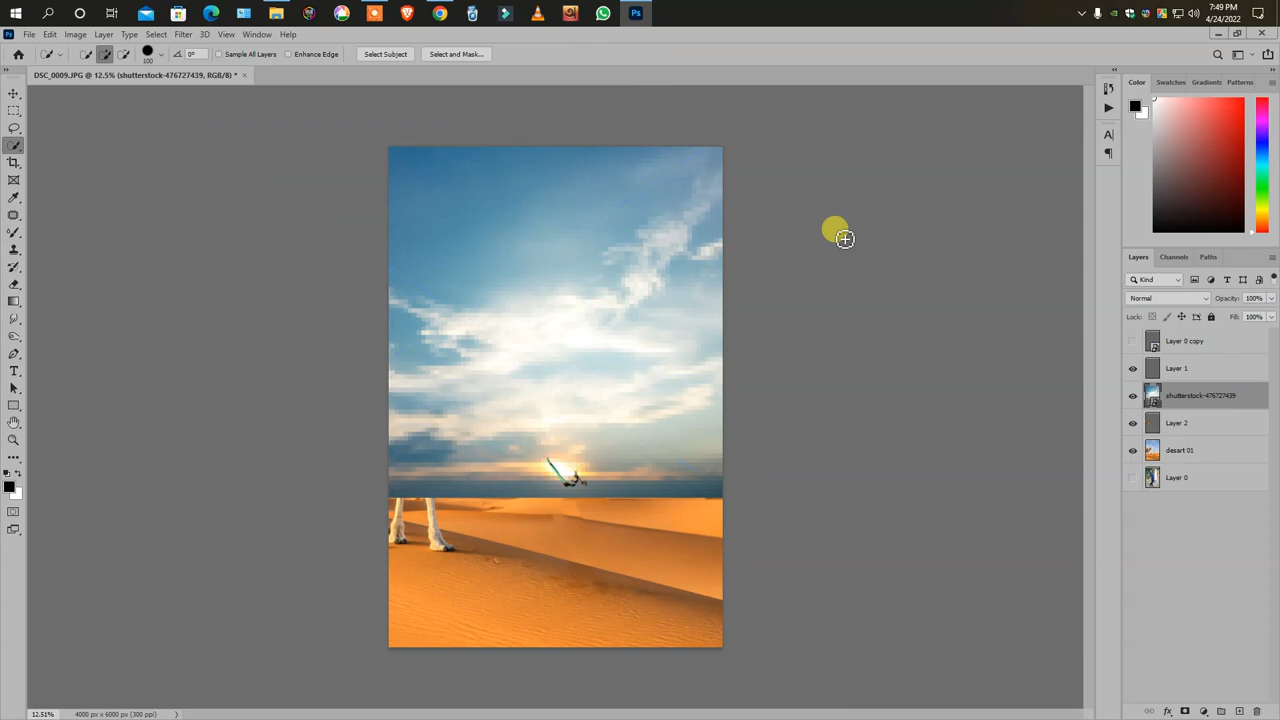 7:49 PM
4/24/2022
Ps File Edit Image Layer Type Select Filter 3D View Window Help
100 0° Sample All Layers Enhance Edge Select Subject Select and Mask...
DSC_0009.JPG @ 12.5% (shutterstock-476727439, RGB/8) * ×
Color Swatches Gradients Patterns
Layers Channels Paths
Kind
Normal Opacity: 100%
Lock: Fill: 100%
Layer 0 copy
Layer 1
shutterstock-476727439
Layer 2
desart 01
Layer 0
12.51% 4000 px x 6000 px (300 ppi)